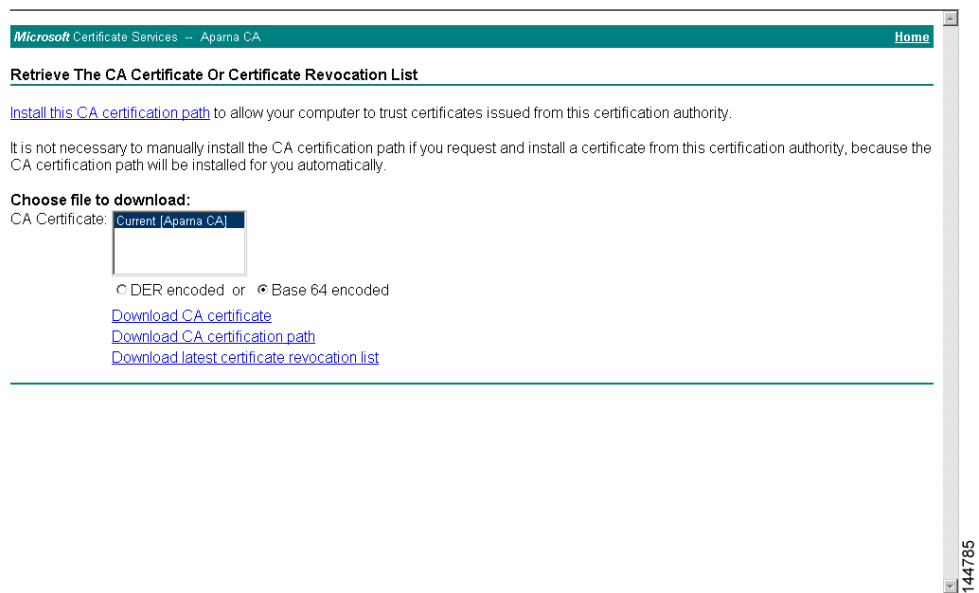 Microsoft Certificate Services -- Aparna CA Home
Retrieve The CA Certificate Or Certificate Revocation List
Install this CA certification path to allow your computer to trust certificates issued from this certification authority.
It is not necessary to manually install the CA certification path if you request and install a certificate from this certification authority, because the
CA certification path will be installed for you automatically.
Choose file to download:
CA Certificate: Current [Aparna CA]
DER encoded or Base 64 encoded
Download CA certificate
Download CA certification path
Download latest certificate revocation list
144785